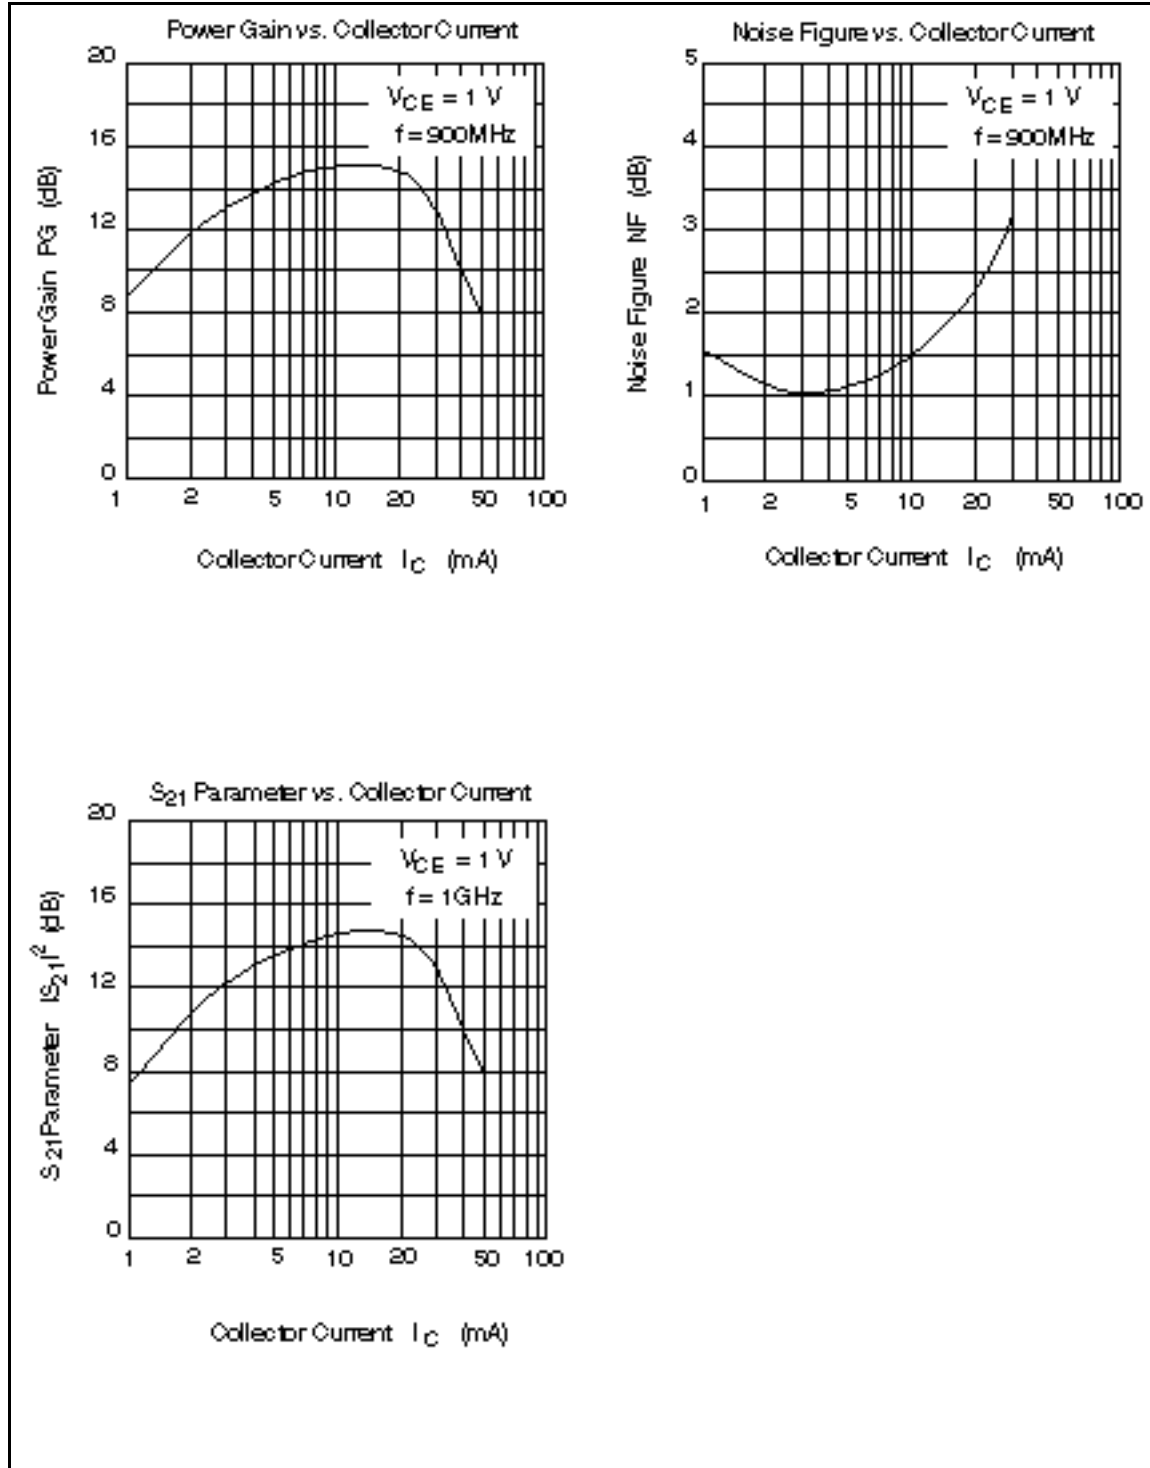 Power Gain vs. Collector Current
20
16
12
8
4
0
VCE = 1 V
f = 900MHz
Power Gain PG (dB)
1 2 5 10 20 50 100
Collector Current IC (mA)
Noise Figure vs. Collector Current
5
4
3
2
1
0
VCE = 1 V
f = 900MHz
Noise Figure NF (dB)
1 2 5 10 20 50 100
Collector Current IC (mA)
S21 Parameter vs. Collector Current
20
16
12
8
4
0
VCE = 1 V
f = 1GHz
S21 Parameter IS21I² (dB)
1 2 5 10 20 50 100
Collector Current IC (mA)